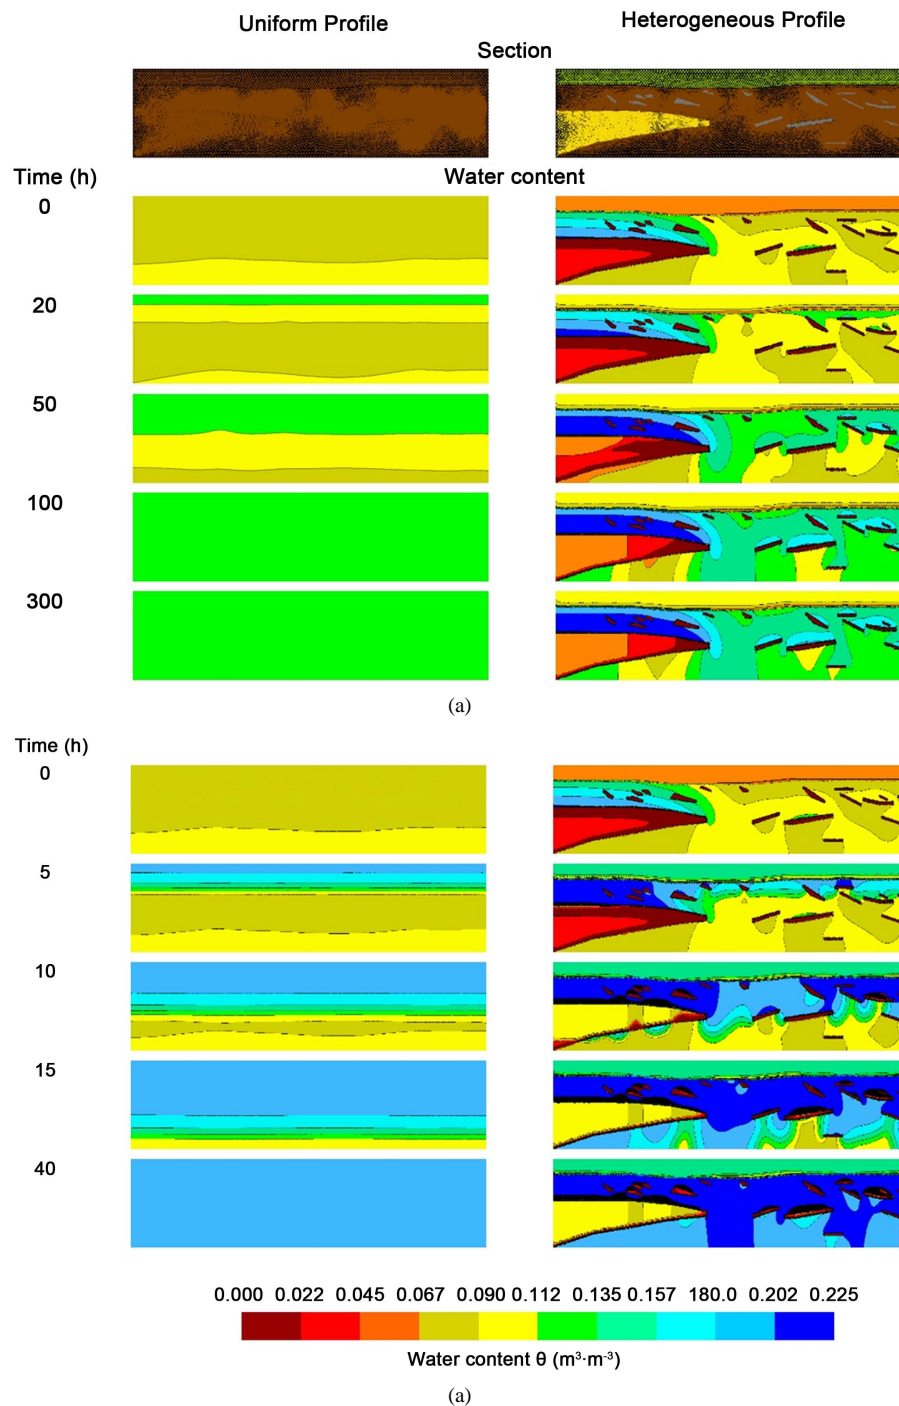 Uniform Profile
Heterogeneous Profile
Section
Time (h)
Water content
0
20
50
100
300
(a)
Time (h)
0
5
10
15
40
0.000 0.022 0.045 0.067 0.090 0.112 0.135 0.157 180.0 0.202 0.225
Water content θ (m³·m⁻³)
(a)